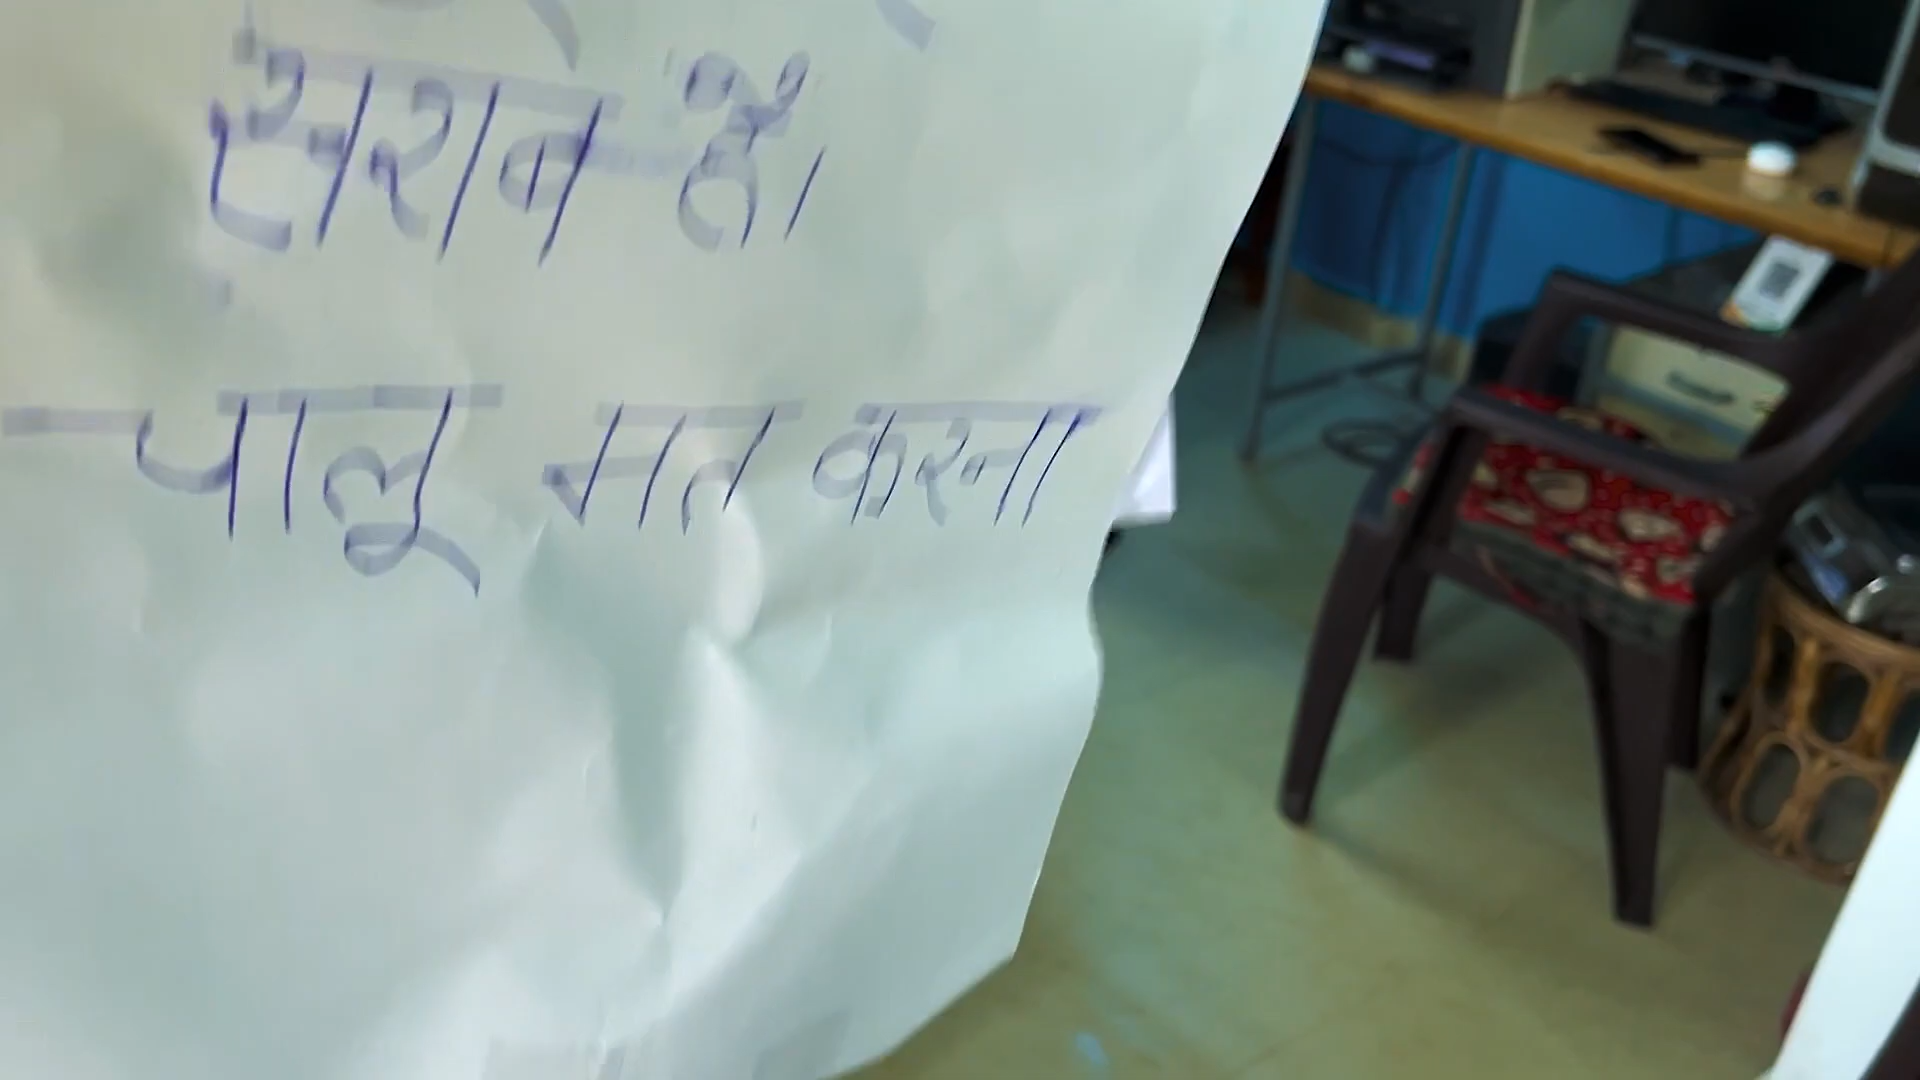 खराब है।
चालु मत करना